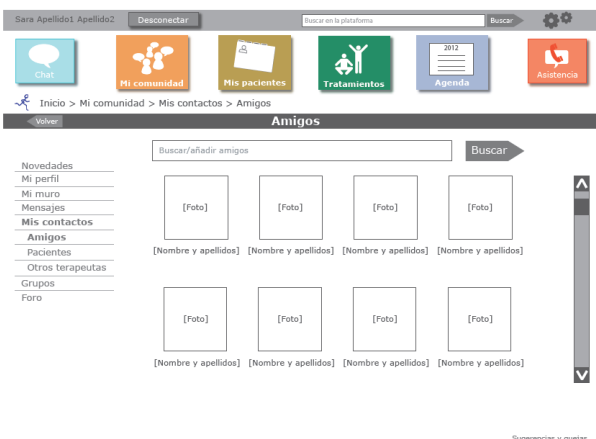 Sara Apellido1 Apellido2 Desconectar Buscar en la plataforma Buscar
Chat Mi comunidad Mis pacientes Tratamientos 2012 Agenda Asistencia
Inicio > Mi comunidad > Mis contactos > Amigos
Volver Amigos
Buscar/añadir amigos Buscar
Novedades
Mi perfil
Mi muro
Mensajes
Mis contactos
Amigos
Pacientes
Otros terapeutas
Grupos
Foro
[Foto] [Foto] [Foto] [Foto]
[Nombre y apellidos] [Nombre y apellidos] [Nombre y apellidos] [Nombre y apellidos]
[Foto] [Foto] [Foto] [Foto]
[Nombre y apellidos] [Nombre y apellidos] [Nombre y apellidos] [Nombre y apellidos]
Sugerencias y quejas